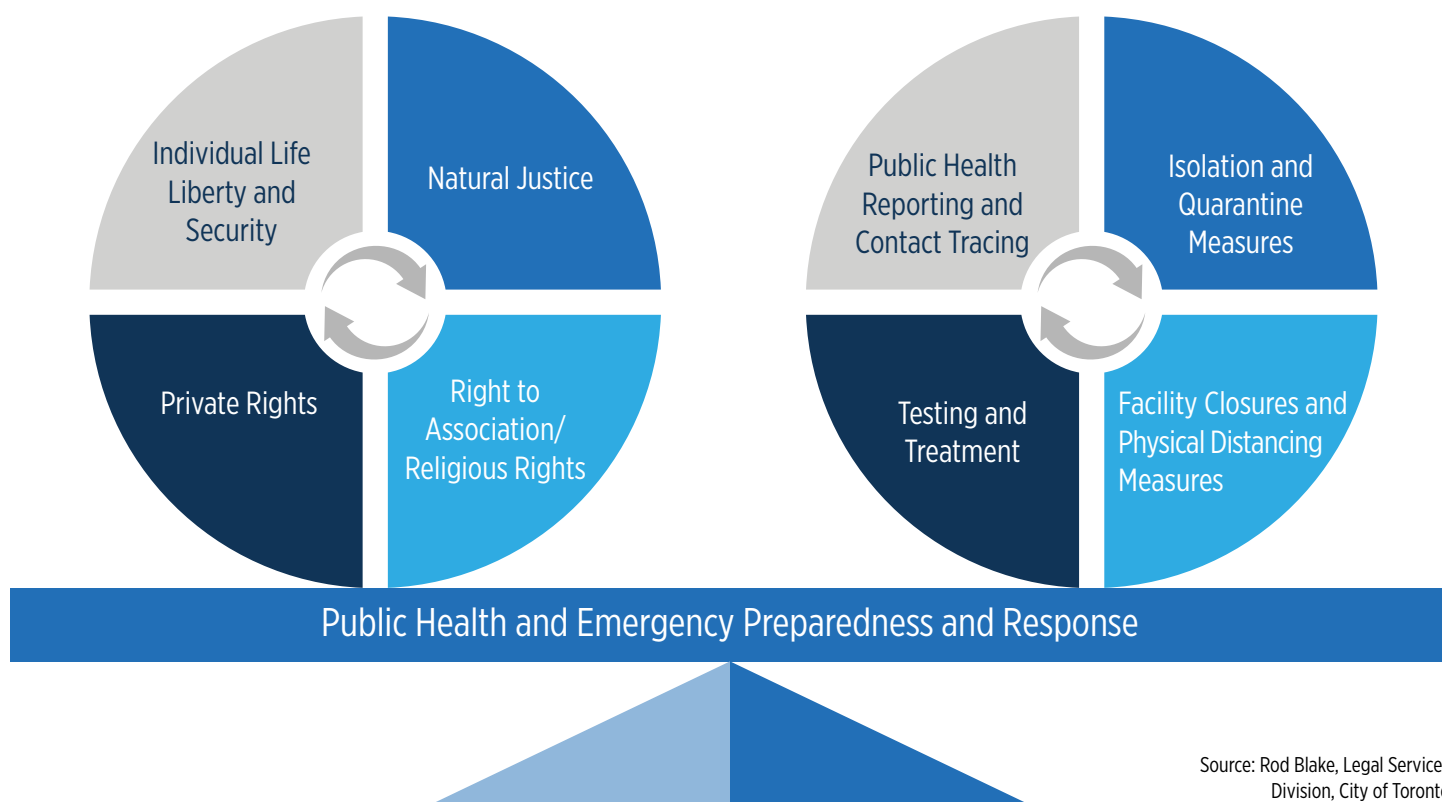 Individual Life
Liberty and
Security
Natural Justice
Private Rights
Right to
Association/
Religious Rights
Public Health
Reporting and
Contact Tracing
Isolation and
Quarantine
Measures
Testing and
Treatment
Facility Closures and
Physical Distancing
Measures
Public Health and Emergency Preparedness and Response
Source: Rod Blake, Legal Service
Division, City of Toronto